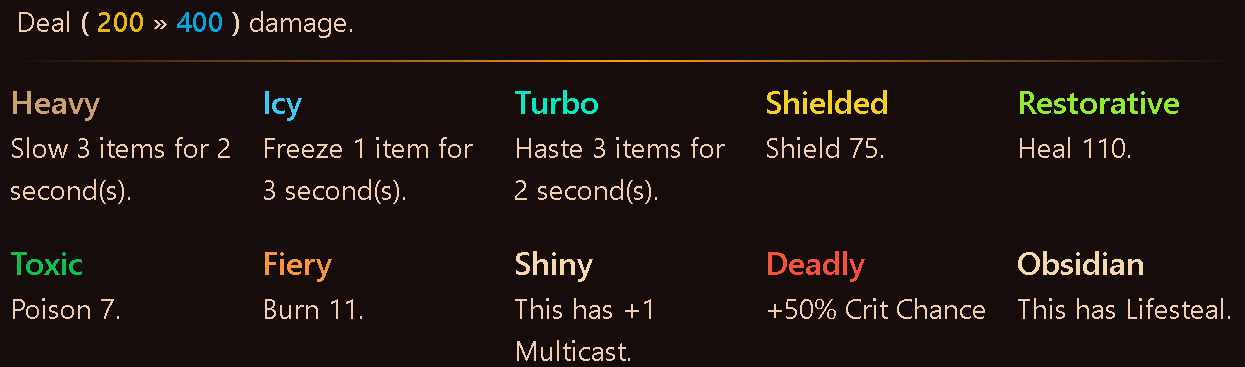 Deal ( 200 » 400 ) damage.
Heavy
Slow 3 items for 2
second(s).
Icy
Freeze 1 item for
3 second(s).
Turbo
Haste 3 items for
2 second(s).
Shielded
Shield 75.
Restorative
Heal 110.
Toxic
Poison 7.
Fiery
Burn 11.
Shiny
This has +1
Multicast.
Deadly
+50% Crit Chance
Obsidian
This has Lifesteal.